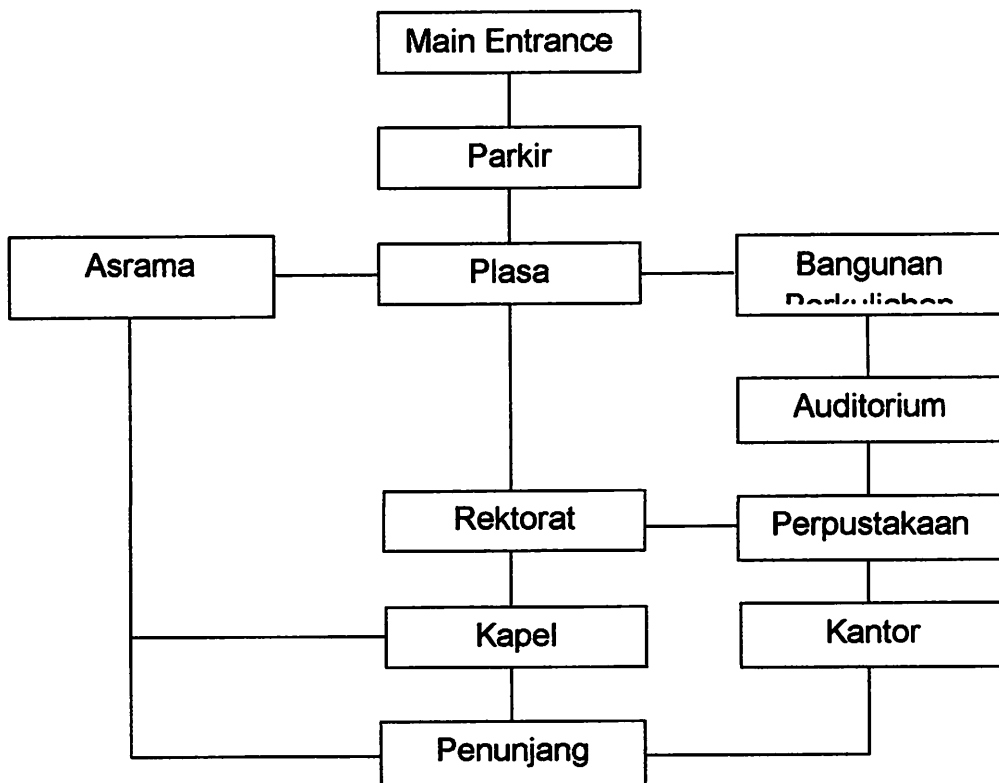 Main Entrance
Parkir
Asrama
Plasa
Bangunan
Auditorium
Rektorat
Perpustakaan
Kapel
Kantor
Penunjang